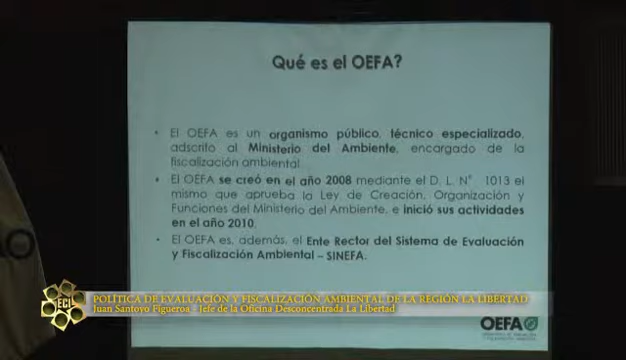 Qué es el OEFA?
• El OEFA es un organismo público, técnico especializado,
adscrito al Ministerio del Ambiente, encargado de la
fiscalización ambiental.
• El OEFA se creó en el año 2008 mediante el D. L. N° 1013 el
mismo que aprueba la Ley de Creación, Organización y
Funciones del Ministerio del Ambiente, e inició sus actividades
en el año 2010.
• El OEFA es, además, el Ente Rector del Sistema de Evaluación
y Fiscalización Ambiental – SINEFA.
ECI
POLÍTICA DE EVALUACIÓN Y FISCALIZACIÓN AMBIENTAL DE LA REGIÓN LA LIBERTAD
Juan Santoyo Figueroa - Jefe de la Oficina Desconcentrada La Libertad
OEFA